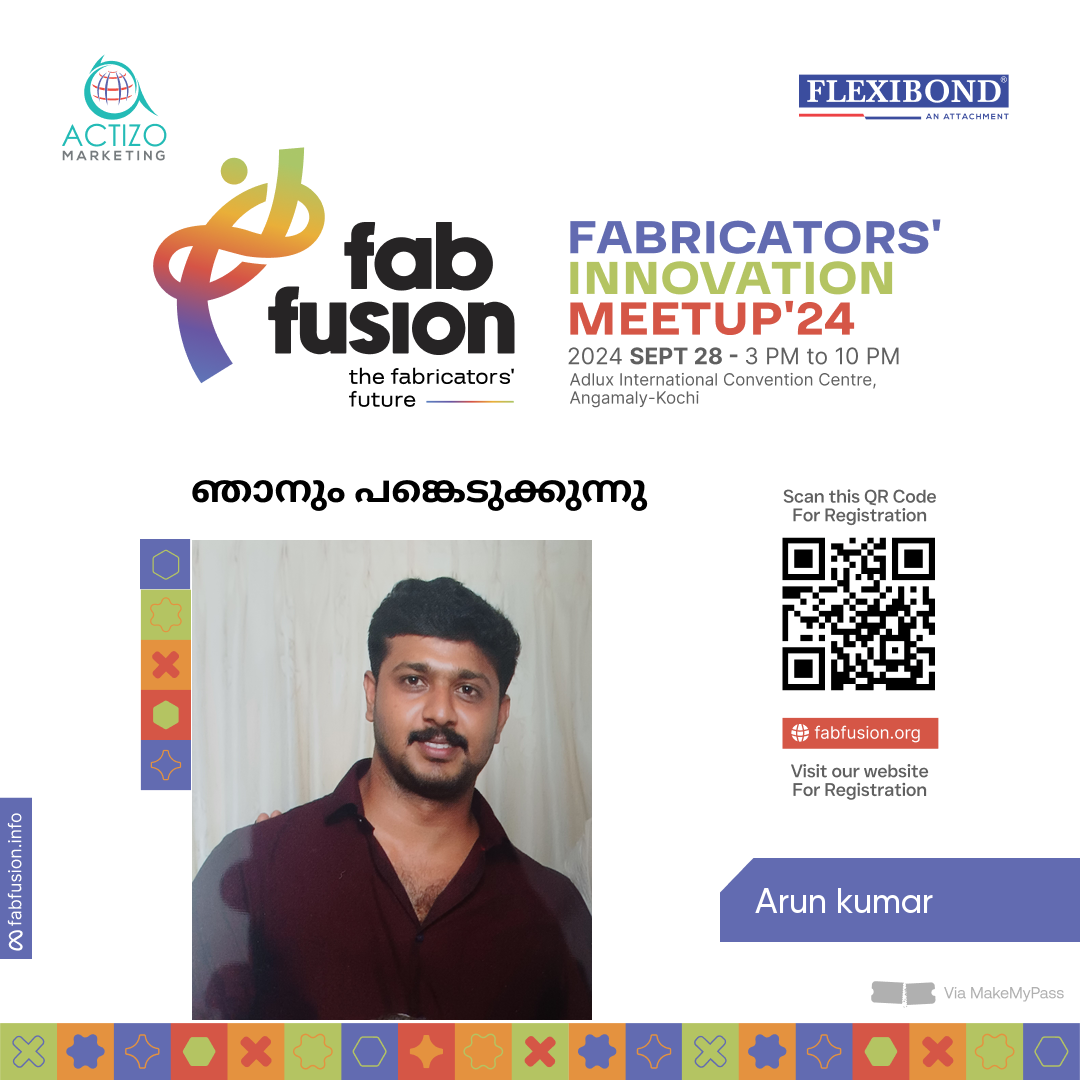 ACTIZO
MARKETING
FLEXIBOND®
AN ATTACHMENT
fab
fusion
the fabricators'
future
FABRICATORS'
INNOVATION
MEETUP'24
2024 SEPT 28 - 3 PM to 10 PM
Adlux International Convention Centre,
Angamaly-Kochi
ഞാനും പങ്കെടുക്കുന്നു
Scan this QR Code
For Registration
fabfusion.org
Visit our website
For Registration
fabfusion.info
Arun kumar
Via MakeMyPass